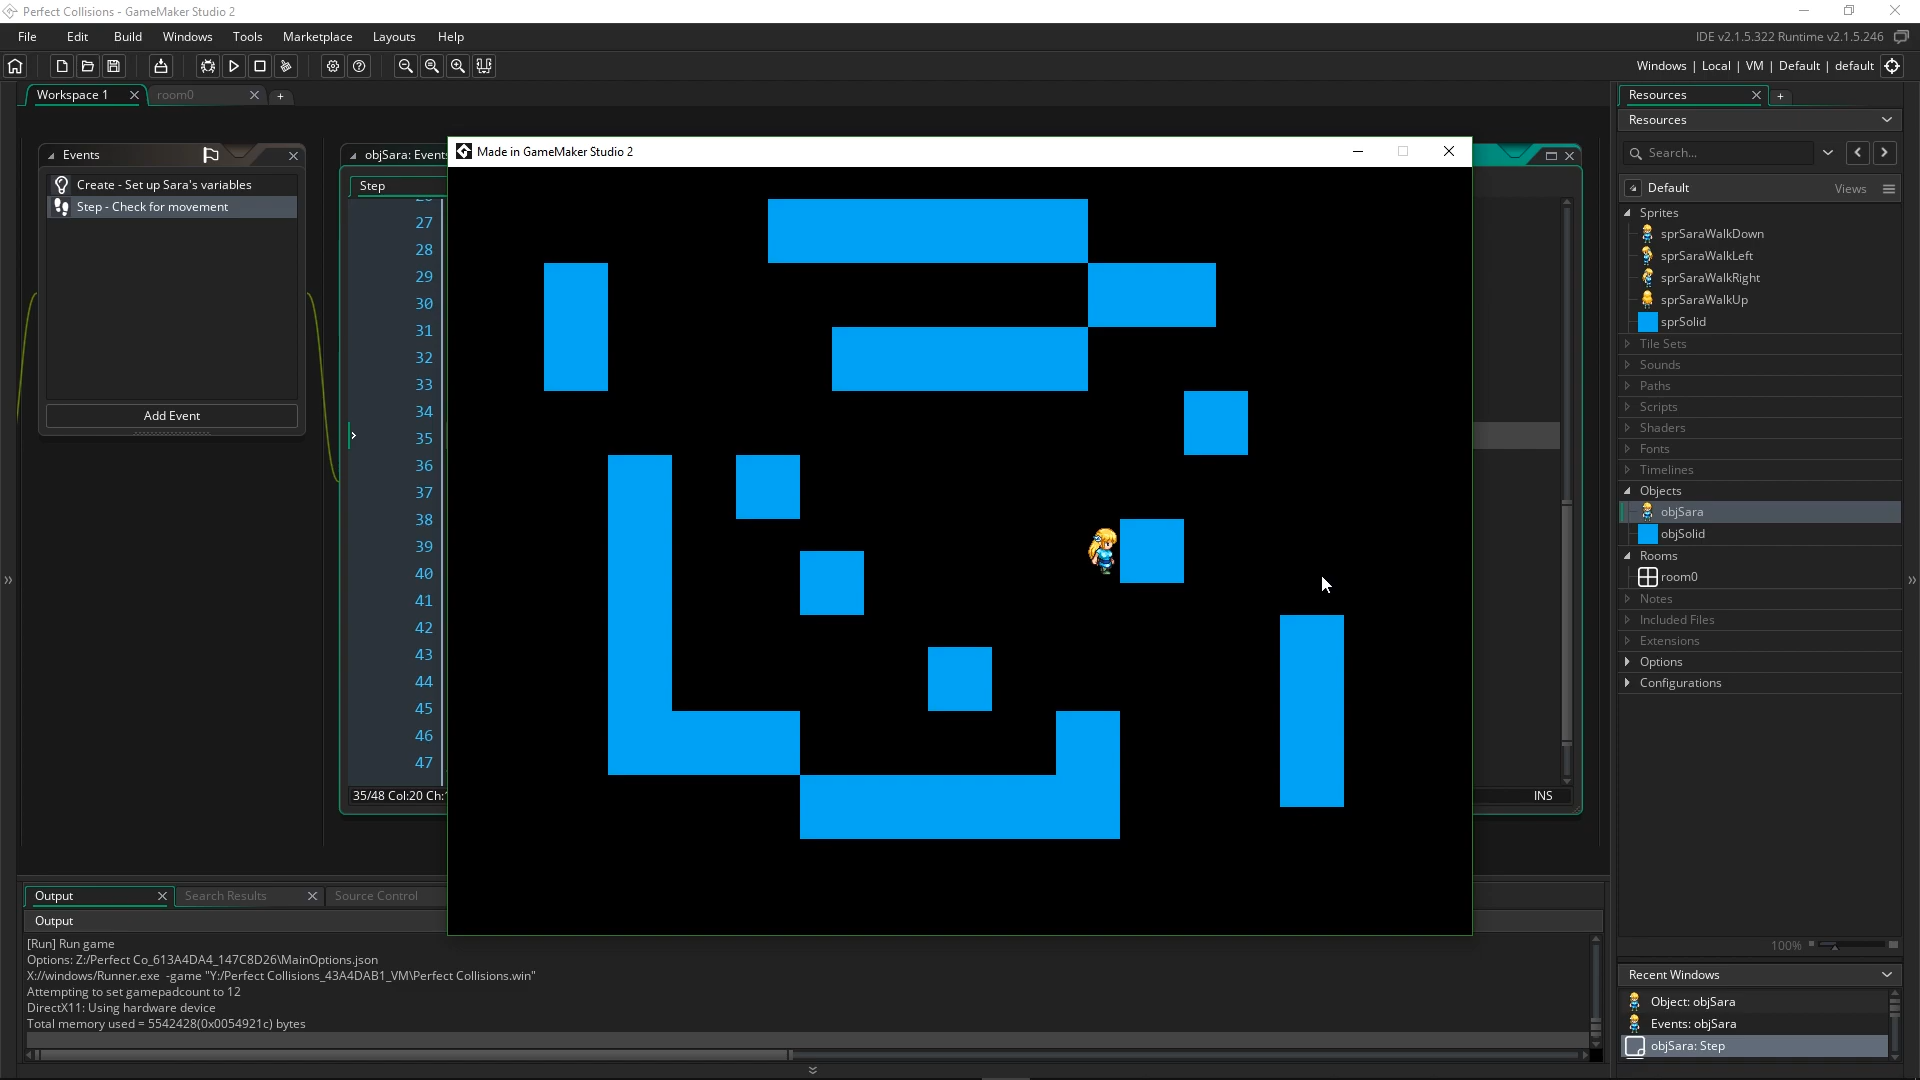 Perfect Collisions - GameMaker Studio 2
File Edit Build Windows Tools Marketplace Layouts Help
IDE v2.1.5.322 Runtime v2.1.5.246
Windows | Local | VM | Default | default
Workspace 1
room0
Events
Create - Set up Sara's variables
Step - Check for movement
Add Event
objSara: Events
Step
27
28
29
30
31
32
33
34
35
36
37
38
39
40
41
42
43
44
45
46
47
35/48 Col:20 Ch:
INS
Made in GameMaker Studio 2
Output
Search Results
Source Control
Output
[Run] Run game
Options: Z:/Perfect Co_613A4DA4_147C8D26\MainOptions.json
X://windows/Runner.exe -game "Y:/Perfect Collisions_43A4DAB1_VM\Perfect Collisions.win"
Attempting to set gamepadcount to 12
DirectX11: Using hardware device
Total memory used = 5542428(0x0054921c) bytes
Resources
Resources
Search...
Default
Views
Sprites
sprSaraWalkDown
sprSaraWalkLeft
sprSaraWalkRight
sprSaraWalkUp
sprSolid
Tile Sets
Sounds
Paths
Scripts
Shaders
Fonts
Timelines
Objects
objSara
objSolid
Rooms
room0
Notes
Included Files
Extensions
Options
Configurations
100%
Recent Windows
Object: objSara
Events: objSara
objSara: Step